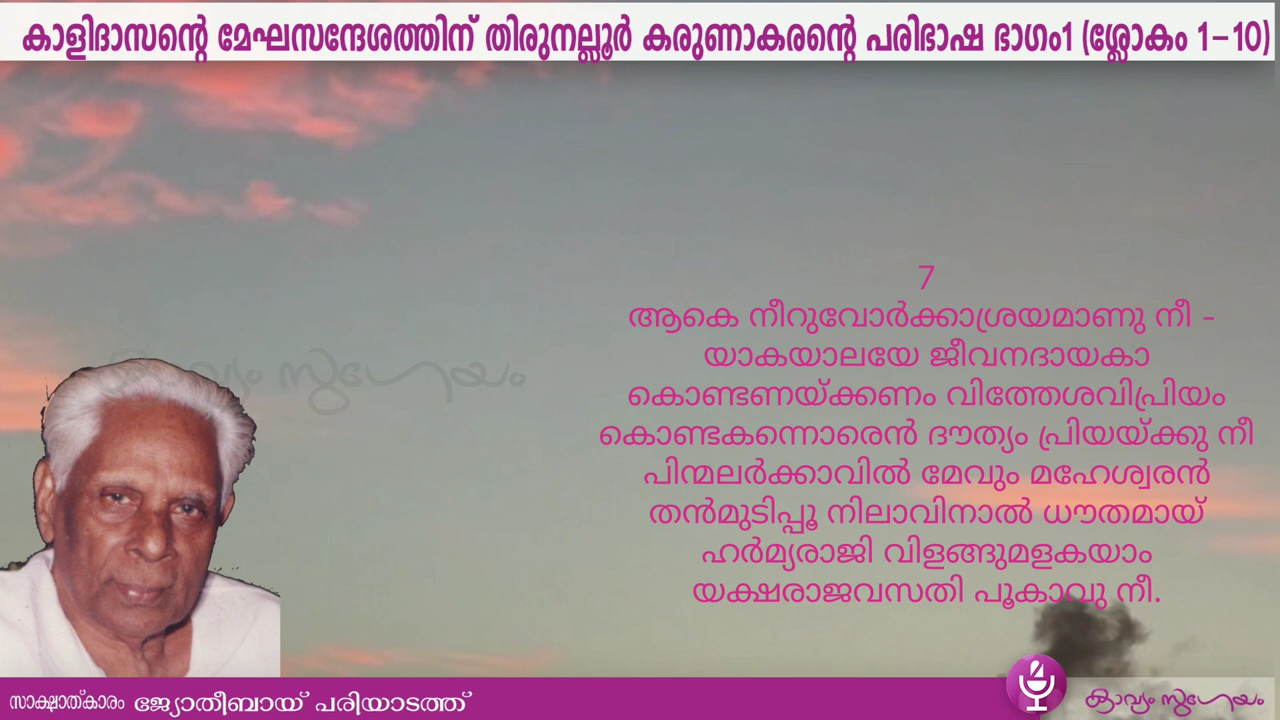 കാളിദാസന്റെ മേഘസന്ദേശത്തിന് തിരുനല്ലൂർ കരുണാകരന്റെ പരിഭാഷ ഭാഗം1 (ശ്ലോകം 1-10)
7
ആകെ നീറുവോർക്കാശ്രയമാണു നീ -
യാകയാലയേ ജീവനദായകാ
കൊണ്ടണയ്ക്കണം വിത്തേശവിപ്രിയം
കൊണ്ടകന്നൊരെൻ ദൗത്യം പ്രിയയ്ക്കു നീ
പിന്മലർക്കാവിൽ മേവും മഹേശ്വരൻ
തൻമുടിപ്പൂ നിലാവിനാൽ ധൗതമായ്
ഹർമ്യരാജി വിളങ്ങുമളകയാം
യക്ഷരാജവസതി പൂകാവു നീ.
കാവ്യം സുഗേയം
സാക്ഷാത്കാരം ജ്യോതീബായ് പരിയാടത്ത്
കാവ്യം സുഗേയം